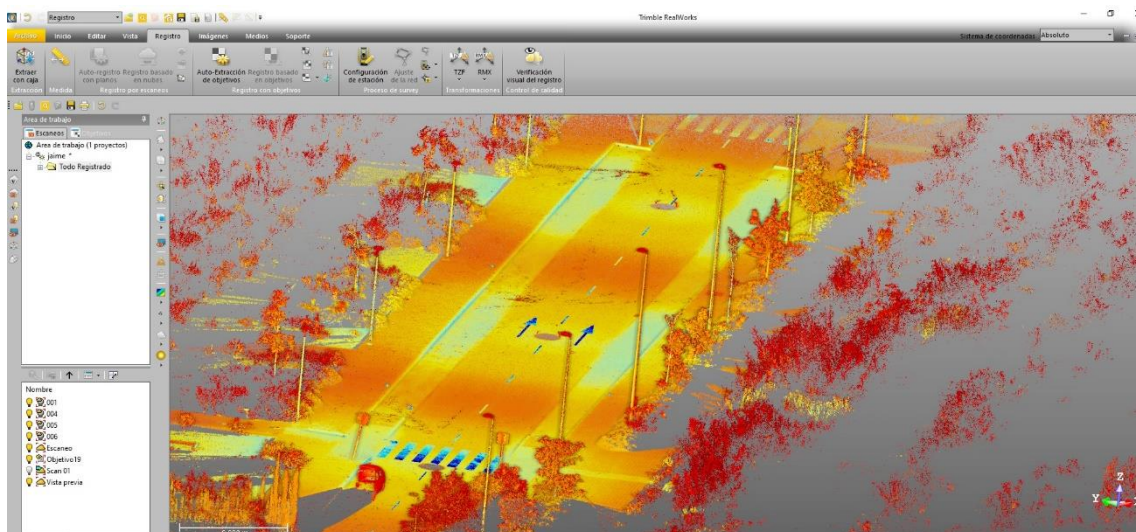 Registro
Trimble RealWorks
Archivo Inicio Editar Vista Registro Imágenes Medios Soporte
Sistema de coordenadas Absoluto
Extraer con caja
Auto-registro con planos
Registro basado en nubes
Auto-Extracción de objetivos
Registro basado en objetivos
Configuración de estación
Ajuste de la red
TZF
RMX
Verificación visual del registro
Extracción
Medida
Registro por escaneos
Registro con objetivos
Proceso de survey
Transformaciones
Control de calidad
Area de trabajo
Escaneos Objetivos
Area de trabajo (1 proyectos)
jaime *
Todo Registrado
Nombre
001
004
005
006
Escaneo
Objetivo19
Scan 01
Vista previa
Z
Y